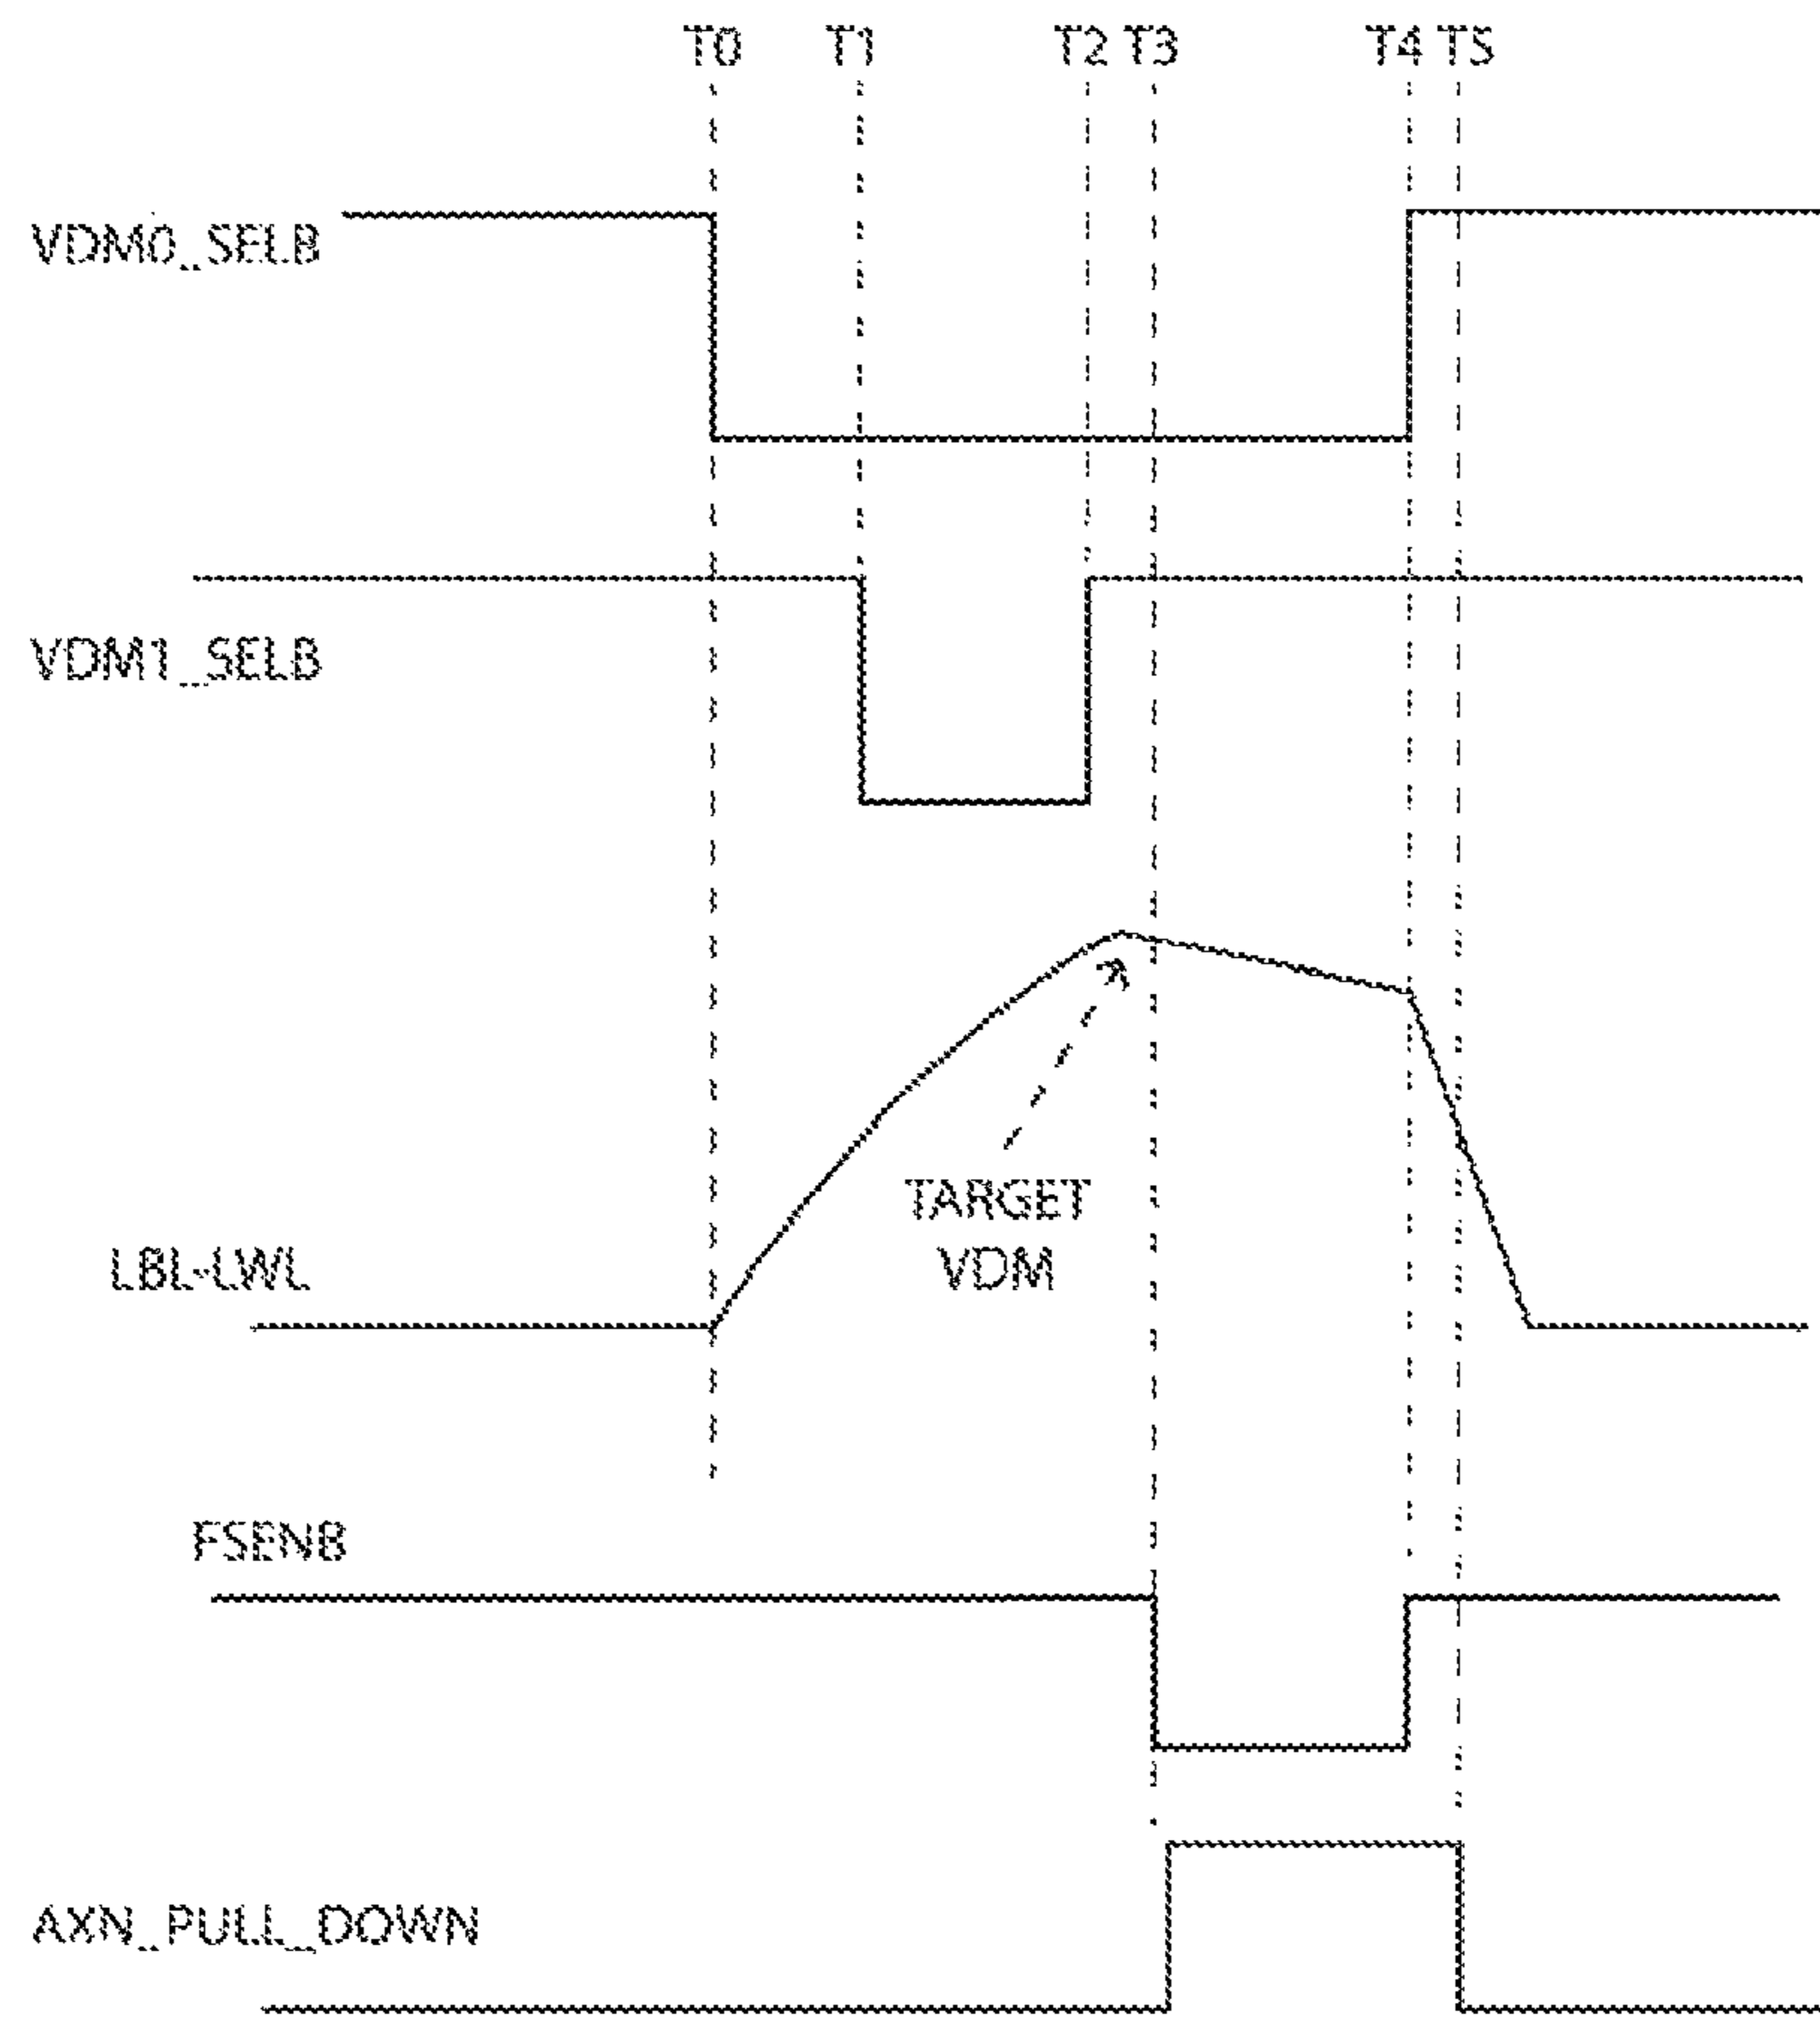 T0 T1 T2 T3 T4 T5
VDM0_SELB
VDM1_SELB
TARGET
VDM
LBL-LWL
FSENB
AXN_PULL_DOWN